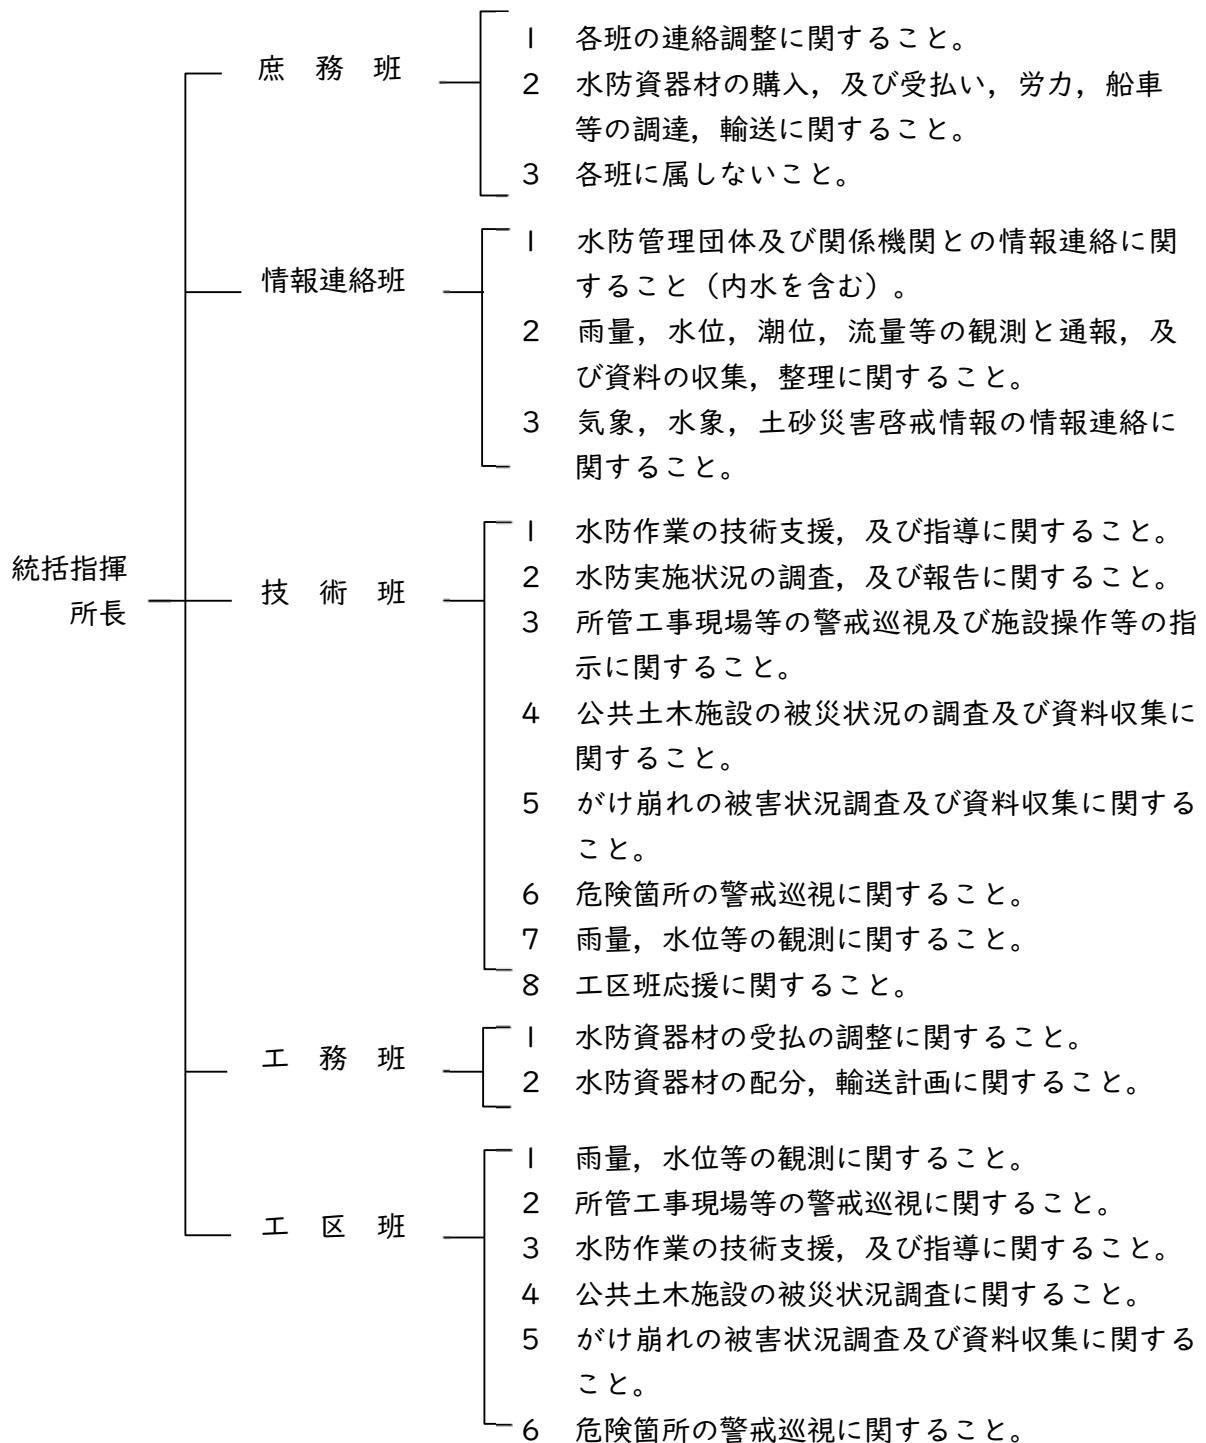 庶務班
1 各班の連絡調整に関すること。
2 水防資器材の購入，及び受払い，労力，船車
等の調達，輸送に関すること。
3 各班に属しないこと。
情報連絡班
1 水防管理団体及び関係機関との情報連絡に関
すること（内水を含む）。
2 雨量，水位，潮位，流量等の観測と通報，及
び資料の収集，整理に関すること。
3 気象，水象，土砂災害啓戒情報の情報連絡に
関すること。
統括指揮
所長
技術班
1 水防作業の技術支援，及び指導に関すること。
2 水防実施状況の調査，及び報告に関すること。
3 所管工事現場等の警戒巡視及び施設操作等の指
示に関すること。
4 公共土木施設の被災状況の調査及び資料収集に
関すること。
5 がけ崩れの被害状況調査及び資料収集に関する
こと。
6 危険箇所の警戒巡視に関すること。
7 雨量，水位等の観測に関すること。
8 工区班応援に関すること。
工務班
1 水防資器材の受払の調整に関すること。
2 水防資器材の配分，輸送計画に関すること。
工区班
1 雨量，水位等の観測に関すること。
2 所管工事現場等の警戒巡視に関すること。
3 水防作業の技術支援，及び指導に関すること。
4 公共土木施設の被災状況調査に関すること。
5 がけ崩れの被害状況調査及び資料収集に関する
こと。
6 危険箇所の警戒巡視に関すること。